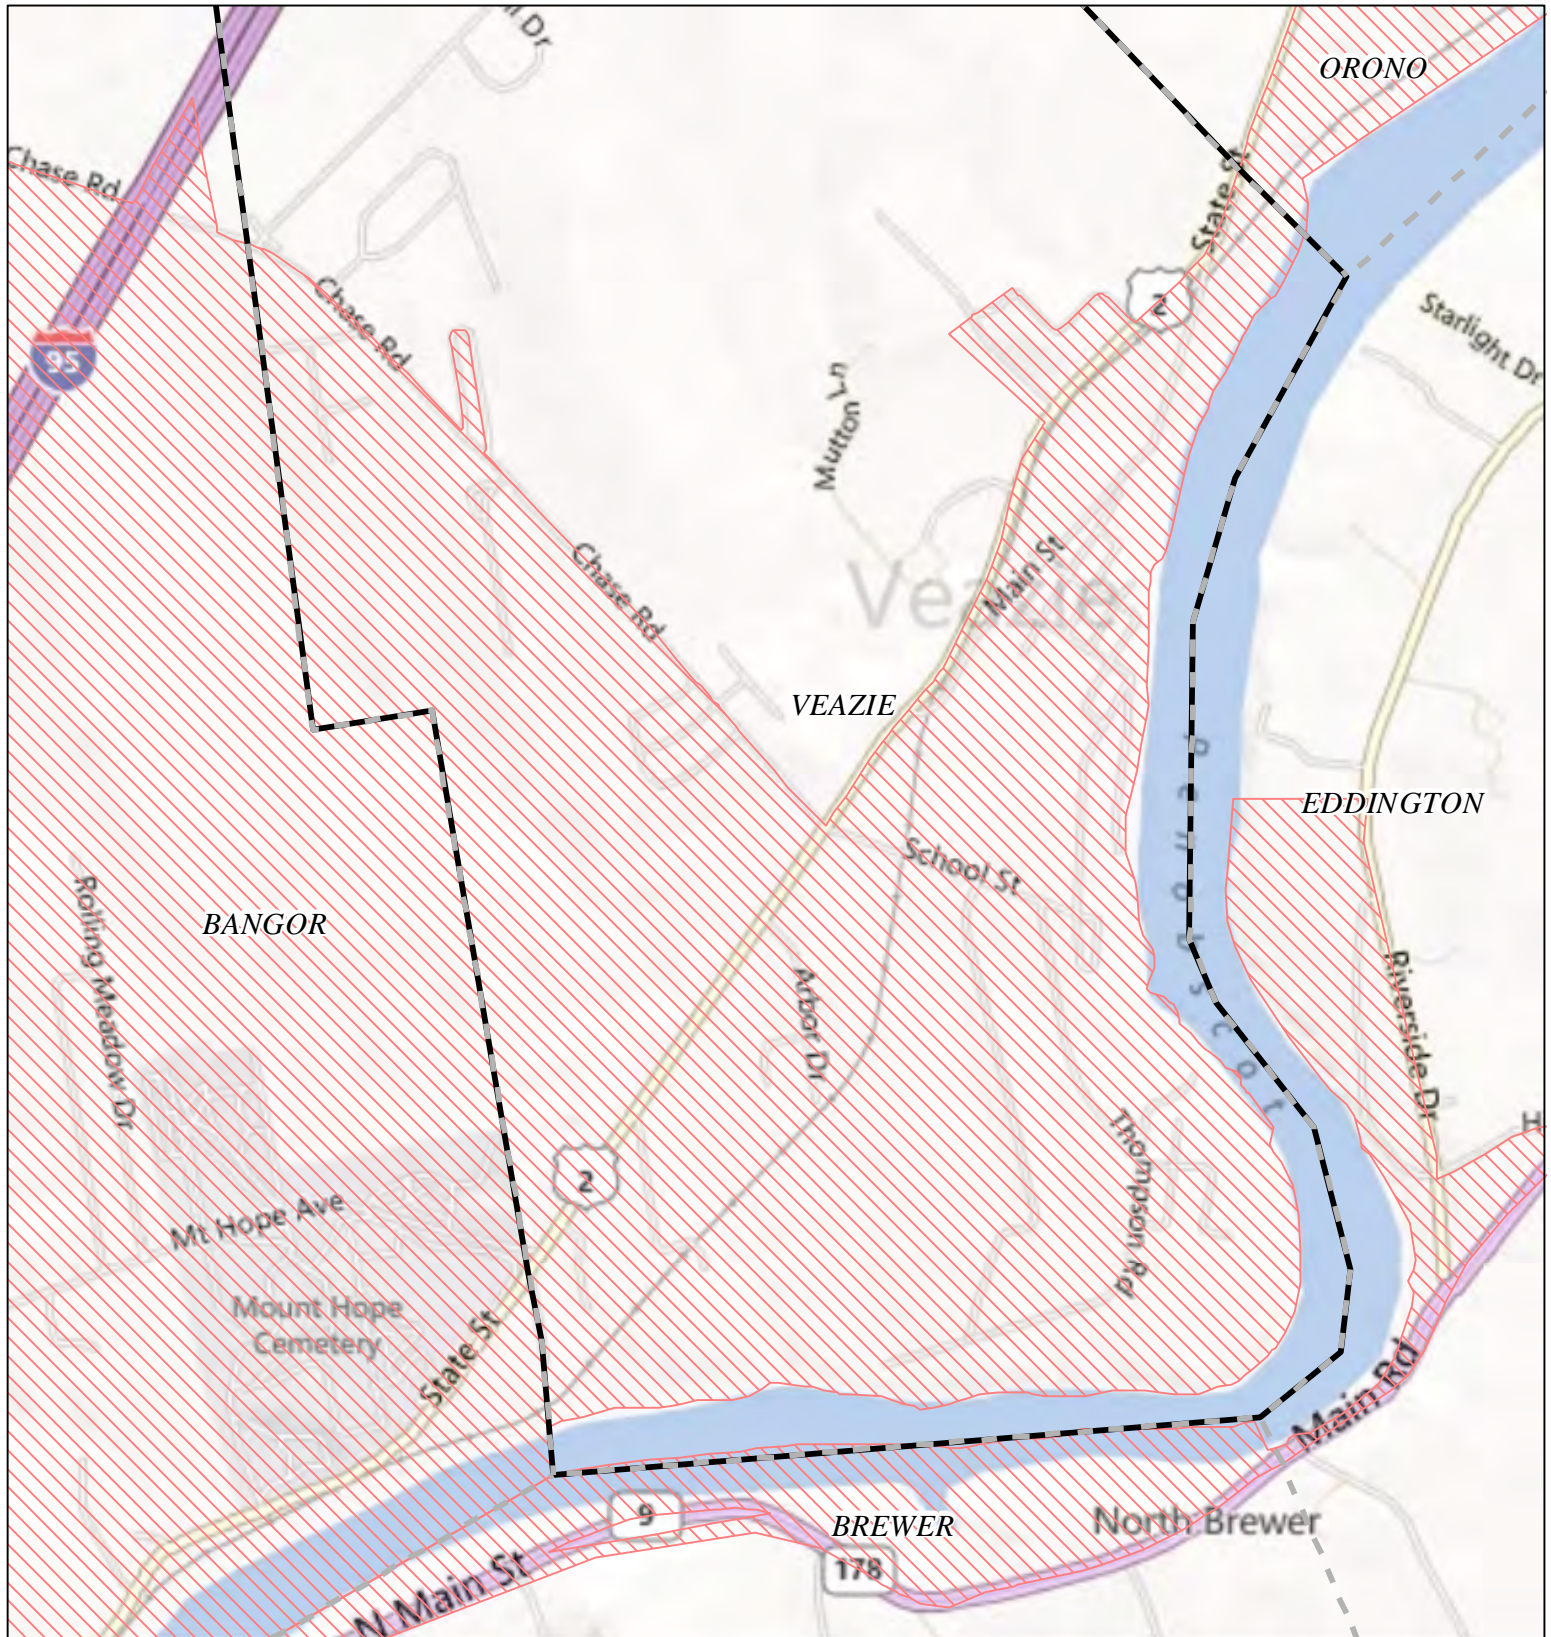 ORONO
Chase Rd
State St
2
95
Chase Rd
Starlight Dr
Mutton Ln
Chase Rd
Main St
Veazie
VEAZIE
EDDINGTON
School St
BANGOR
Rolling Meadow Dr
Arbor Dr
Penobscot
Riverside Dr
Thompson Rd
2
Mt Hope Ave
Mount Hope
Cemetery
State St
Main Rd
9
BREWER
North Brewer
178
N Main St